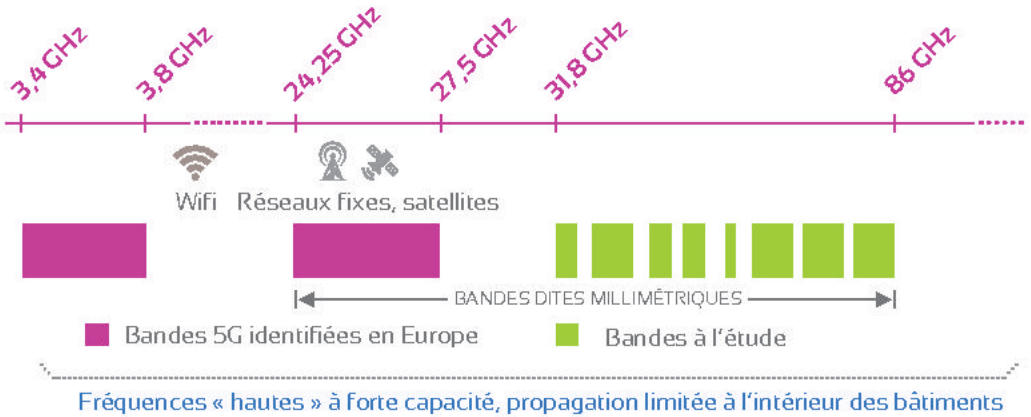 3,4 GHz 3,8 GHz 24,25 GHz 27,5 GHz 31,8 GHz 86 GHz
Wifi Réseaux fixes, satellites
BANDES DITES MILLIMÉTRIQUES
Bandes 5G identifiées en Europe Bandes à l'étude
Fréquences « hautes » à forte capacité, propagation limitée à l'intérieur des bâtiments